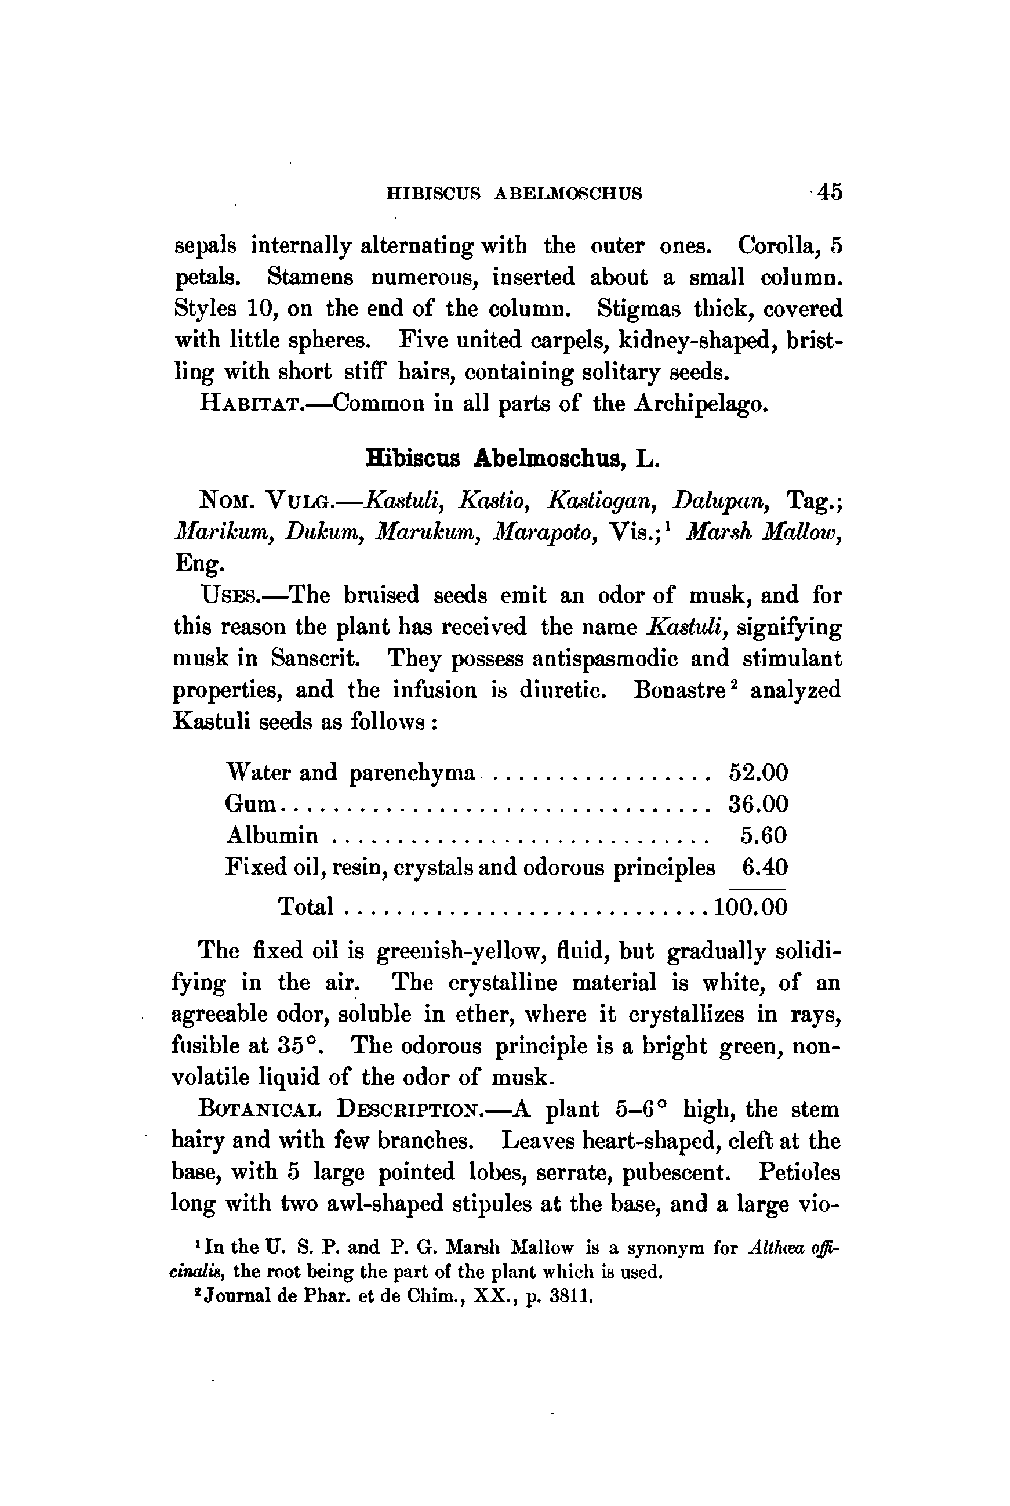 HIBISCUS ABELMOSCHUS 45
sepals internally alternating with the outer ones. Corolla, 5
petals. Stamens numerous, inserted about a small column.
Styles 10, on the end of the column. Stigmas thick, covered
with little spheres. Five united carpels, kidney-shaped, brist-
ling with short stiff hairs, containing solitary seeds.
HABITAT.—Common in all parts of the Archipelago.
Hibiscus Abelmoschus, L.
NOM. VULG.—Kastuli, Kastio, Kastiogan, Dalupan, Tag.;
Marikum, Dukum, Marukum, Marapoto, Vis.;¹ Marsh Mallow,
Eng.
USES.—The bruised seeds emit an odor of musk, and for
this reason the plant has received the name Kastuli, signifying
musk in Sanscrit. They possess antispasmodic and stimulant
properties, and the infusion is diuretic. Bonastre² analyzed
Kastuli seeds as follows :
Water and parenchyma ................. 52.00
Gum................................. 36.00
Albumin ............................. 5.60
Fixed oil, resin, crystals and odorous principles 6.40
Total ............................100.00
The fixed oil is greenish-yellow, fluid, but gradually solidi-
fying in the air. The crystalline material is white, of an
agreeable odor, soluble in ether, where it crystallizes in rays,
fusible at 35°. The odorous principle is a bright green, non-
volatile liquid of the odor of musk.
BOTANICAL DESCRIPTION.—A plant 5–6° high, the stem
hairy and with few branches. Leaves heart-shaped, cleft at the
base, with 5 large pointed lobes, serrate, pubescent. Petioles
long with two awl-shaped stipules at the base, and a large vio-
¹ In the U. S. P. and P. G. Marsh Mallow is a synonym for Althæa offi-
cinalis, the root being the part of the plant which is used.
² Journal de Phar. et de Chim., XX., p. 3811.